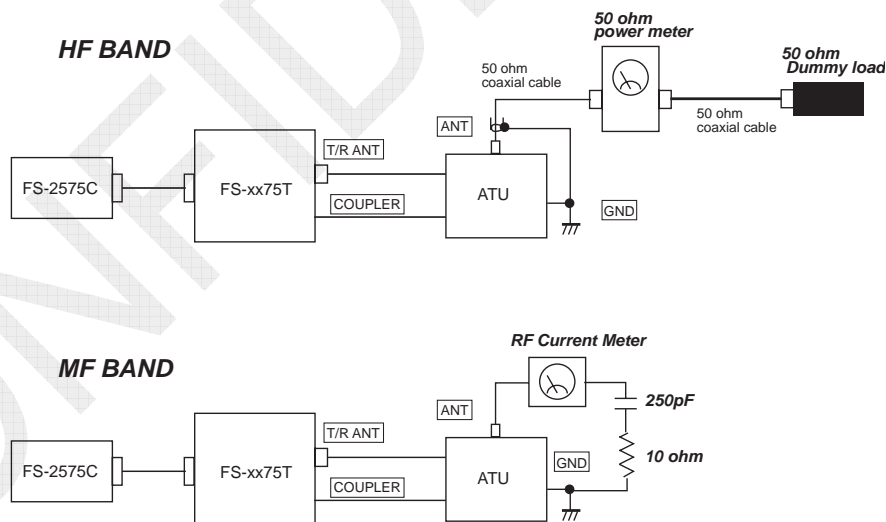 HF BAND
50 ohm
power meter
50 ohm
Dummy load
50 ohm
coaxial cable
50 ohm
coaxial cable
ANT
T/R ANT
COUPLER
FS-2575C
FS-xx75T
ATU
GND
MF BAND
RF Current Meter
250pF
10 ohm
ANT
T/R ANT
COUPLER
GND
FS-2575C
FS-xx75T
ATU